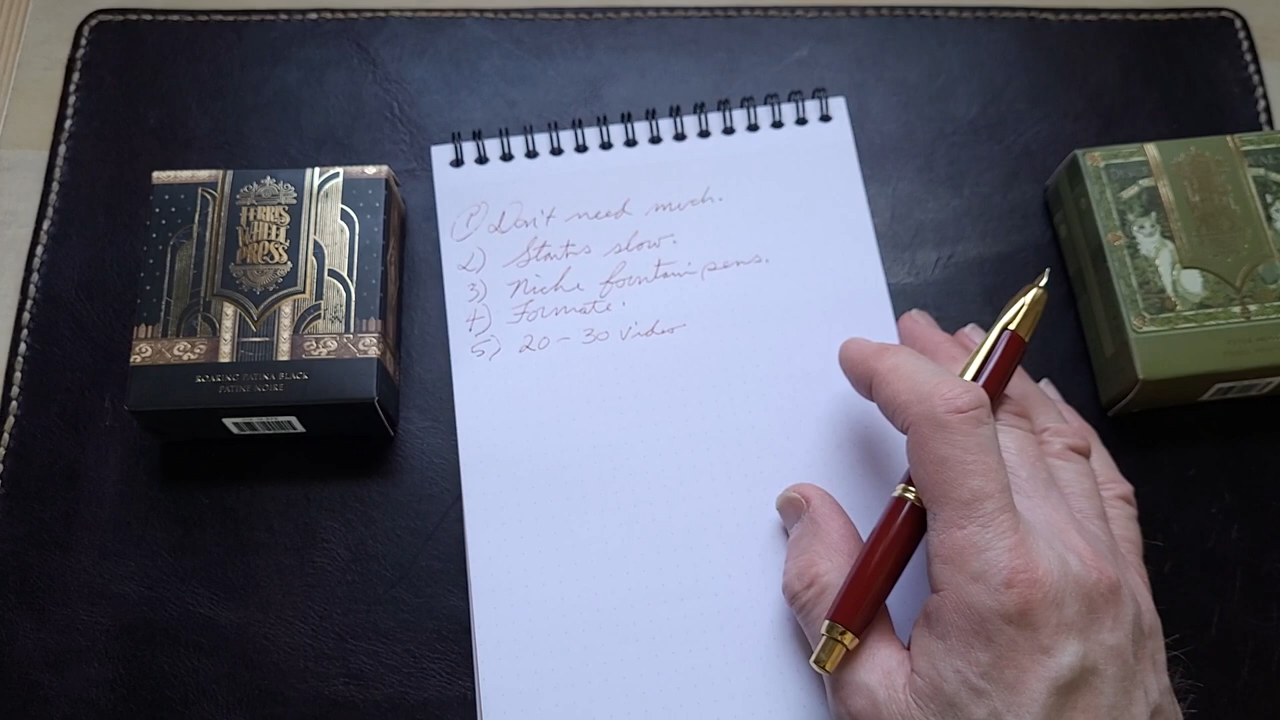 FERRIS
WHEEL
PRESS
ROARING PATINA BLACK
PATINE NOIRE
1) Don't need much.
2) Starts slow.
3) Niche fountain pens.
4) Formate.
5) 20-30 video